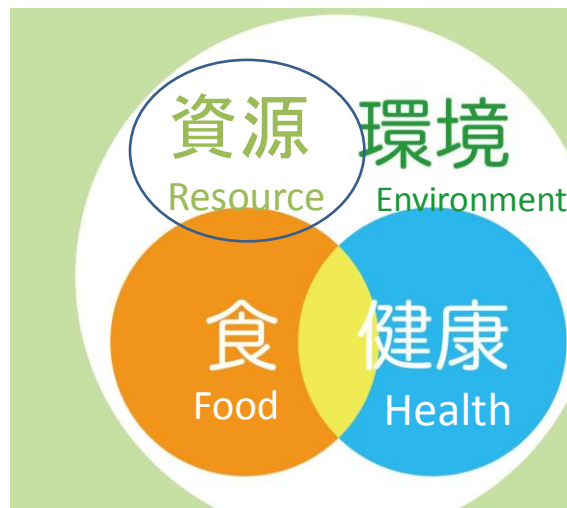 資源 環境
Resource Environment
食 健康
Food Health